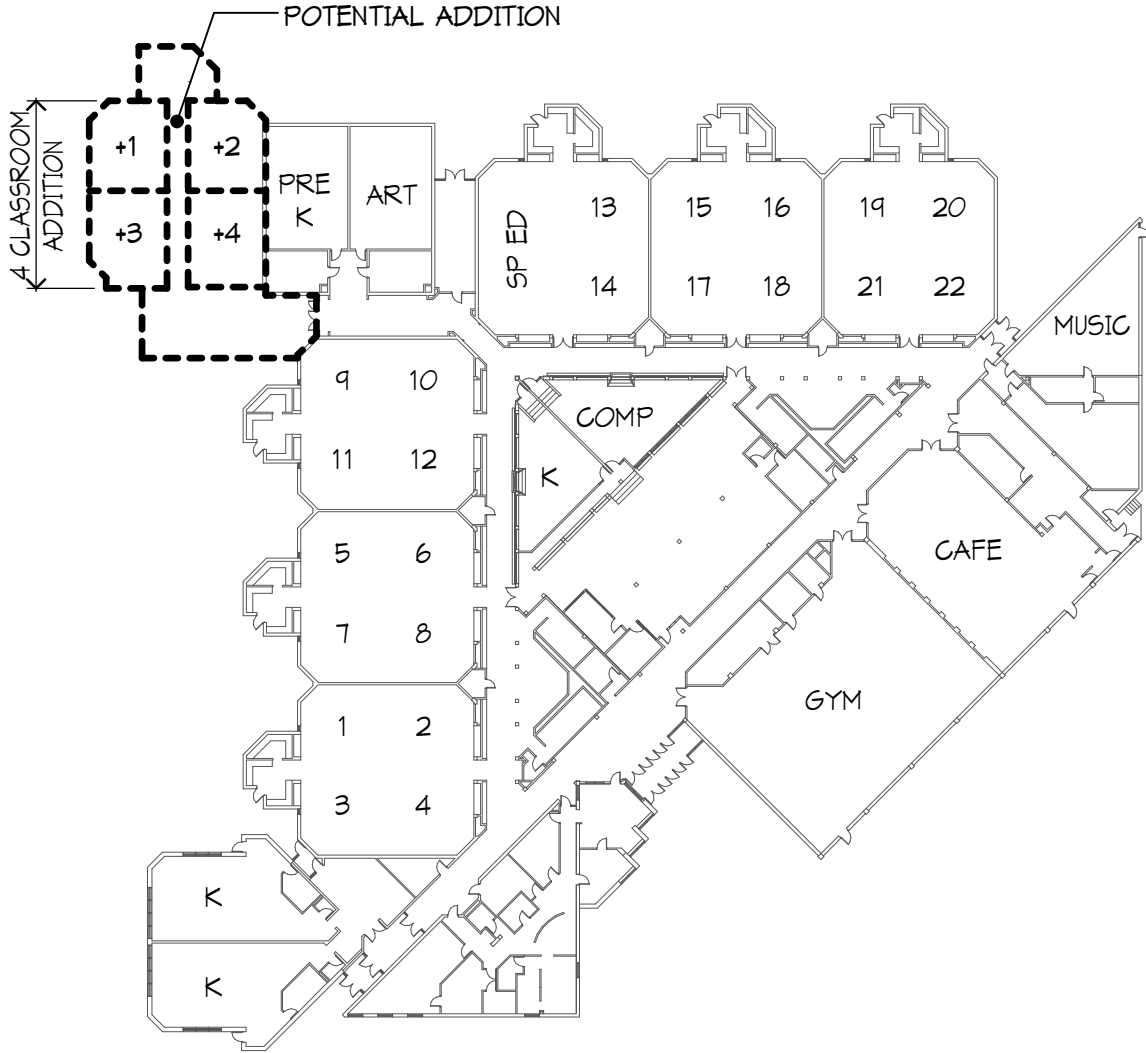 POTENTIAL ADDITION
4 CLASSROOM
ADDITION
+1
+2
+3
+4
PRE
K
ART
SP ED
13
14
15
16
17
18
19
20
21
22
MUSIC
9
10
11
12
COMP
K
5
6
7
8
CAFE
1
2
3
4
GYM
K
K